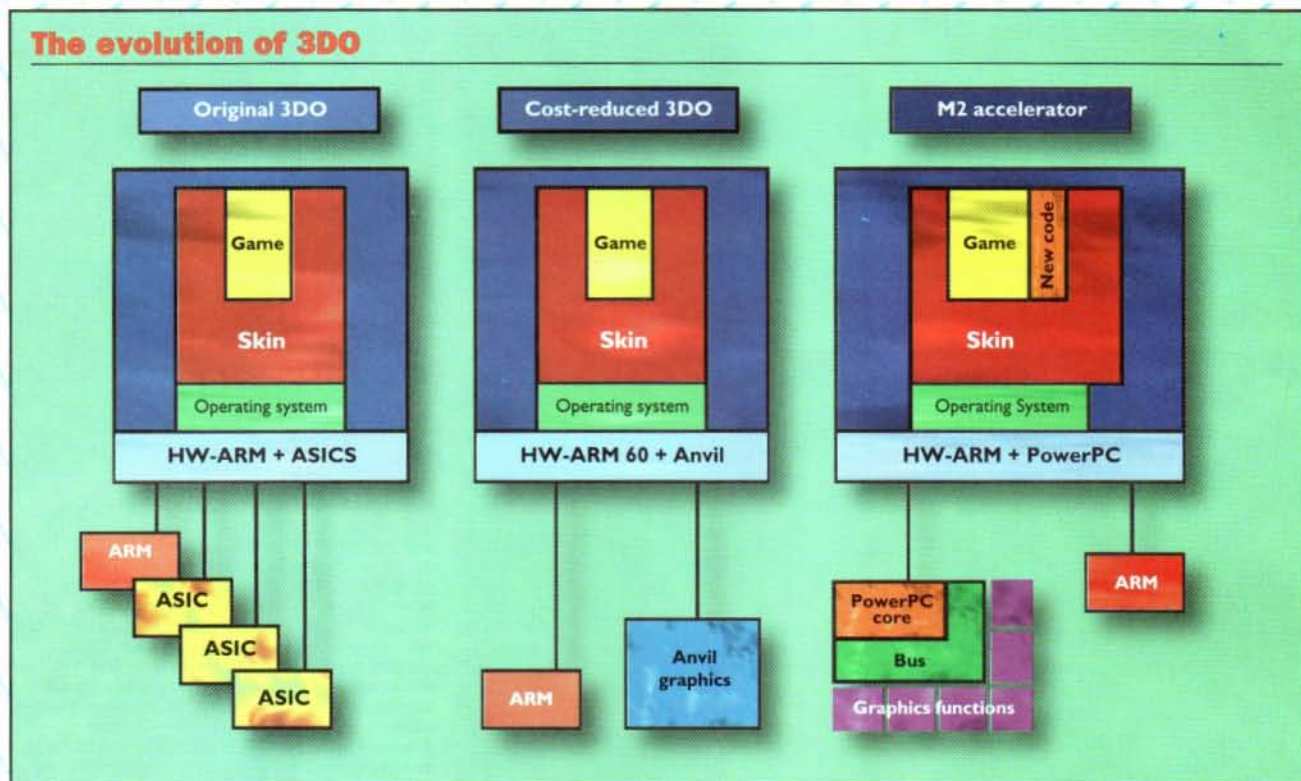 The evolution of 3DO
Original 3DO
Game
Skin
Operating system
HW-ARM + ASICS
ARM
ASIC
ASIC
ASIC
Cost-reduced 3DO
Game
Skin
Operating system
HW-ARM 60 + Anvil
ARM
Anvil
graphics
M2 accelerator
Game
New code
Skin
Operating System
HW-ARM + PowerPC
PowerPC
core
Bus
Graphics functions
ARM